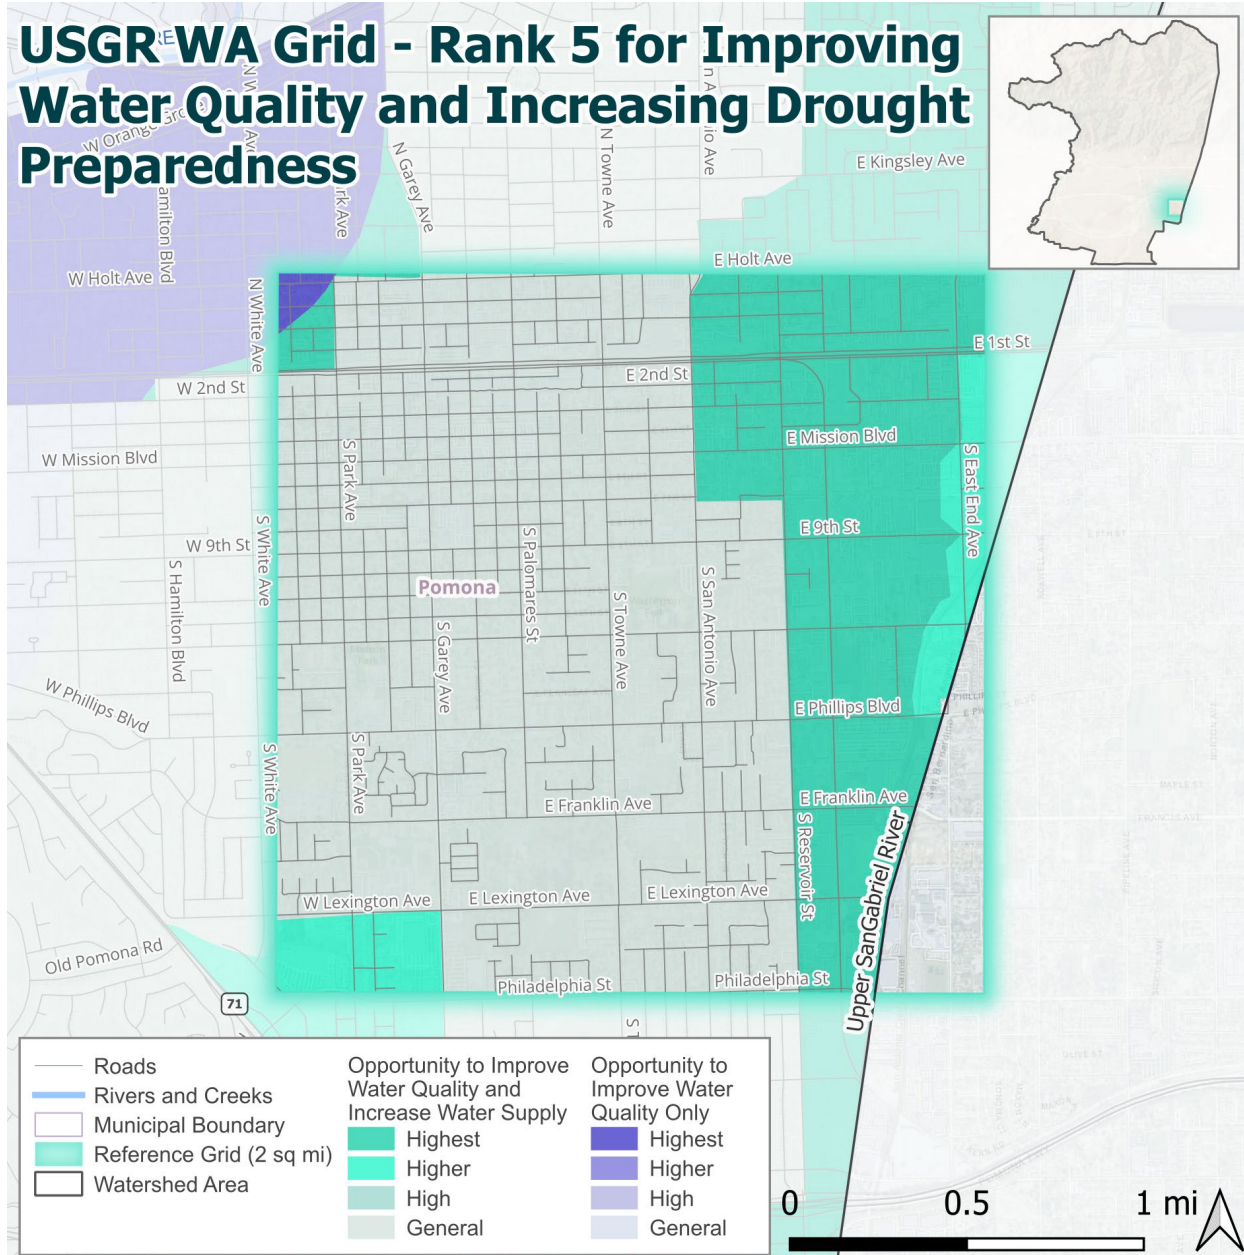 USGR WA Grid - Rank 5 for Improving
Water Quality and Increasing Drought
Preparedness
W Orange Grove
N Garey Ave
N Towne Ave
E Kingsley Ave
W Holt Ave
N White Ave
E Holt Ave
E 1st St
W 2nd St
E 2nd St
W Mission Blvd
S Park Ave
E Mission Blvd
S East End Ave
W 9th St
S White Ave
E 9th St
S Hamilton Blvd
Pomona
S Palomares St
S Garey Ave
S Towne Ave
S San Antonio Ave
W Phillips Blvd
E Phillips Blvd
S White Ave
S Park Ave
E Franklin Ave
E Franklin Ave
S Reservoir St
W Lexington Ave
E Lexington Ave
E Lexington Ave
Upper SanGabriel River
Old Pomona Rd
Philadelphia St
Philadelphia St
71
Roads
Rivers and Creeks
Municipal Boundary
Reference Grid (2 sq mi)
Watershed Area
Opportunity to Improve
Water Quality and
Increase Water Supply
Highest
Higher
High
General
Opportunity to
Improve Water
Quality Only
Highest
Higher
High
General
0 0.5 1 mi